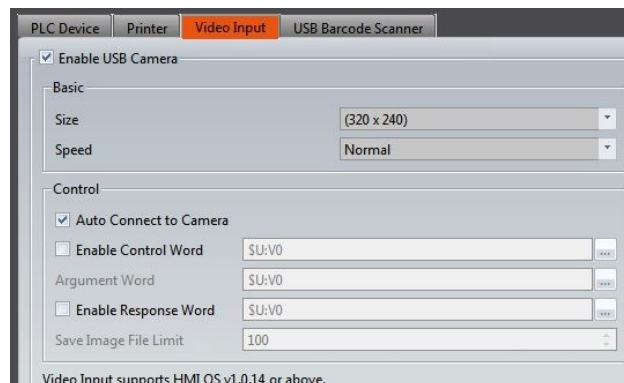 PLC Device Printer Video Input USB Barcode Scanner
Enable USB Camera
Basic
Size (320 x 240)
Speed Normal
Control
Auto Connect to Camera
Enable Control Word $U:V0 ...
Argument Word $U:V0
Enable Response Word $U:V0 ...
Save Image File Limit 100
Video Input supports HMI OS v1.0.14 or above.